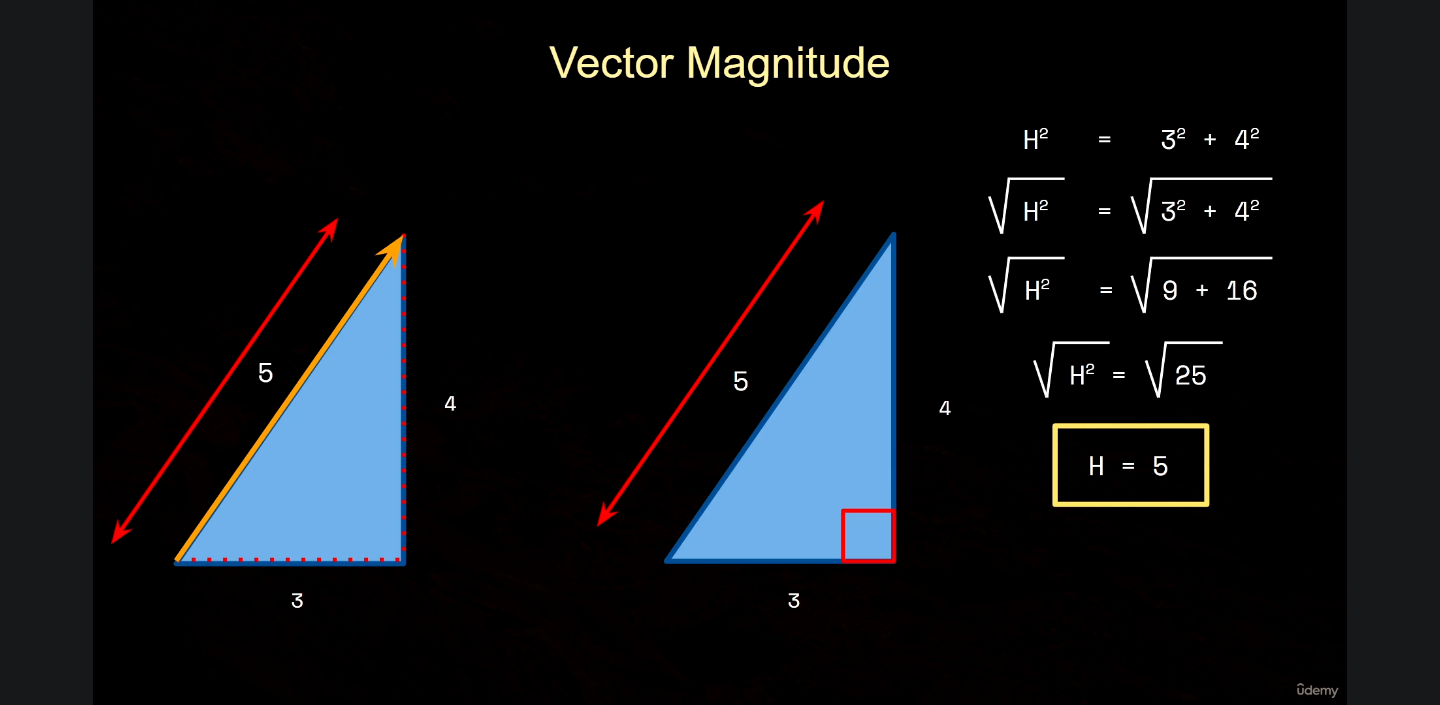 Vector Magnitude
H² = 3² + 4²
√H² = √3² + 4²
√H² = √9 + 16
√H² = √25
H = 5
5
4
3
5
4
3
ûdemy